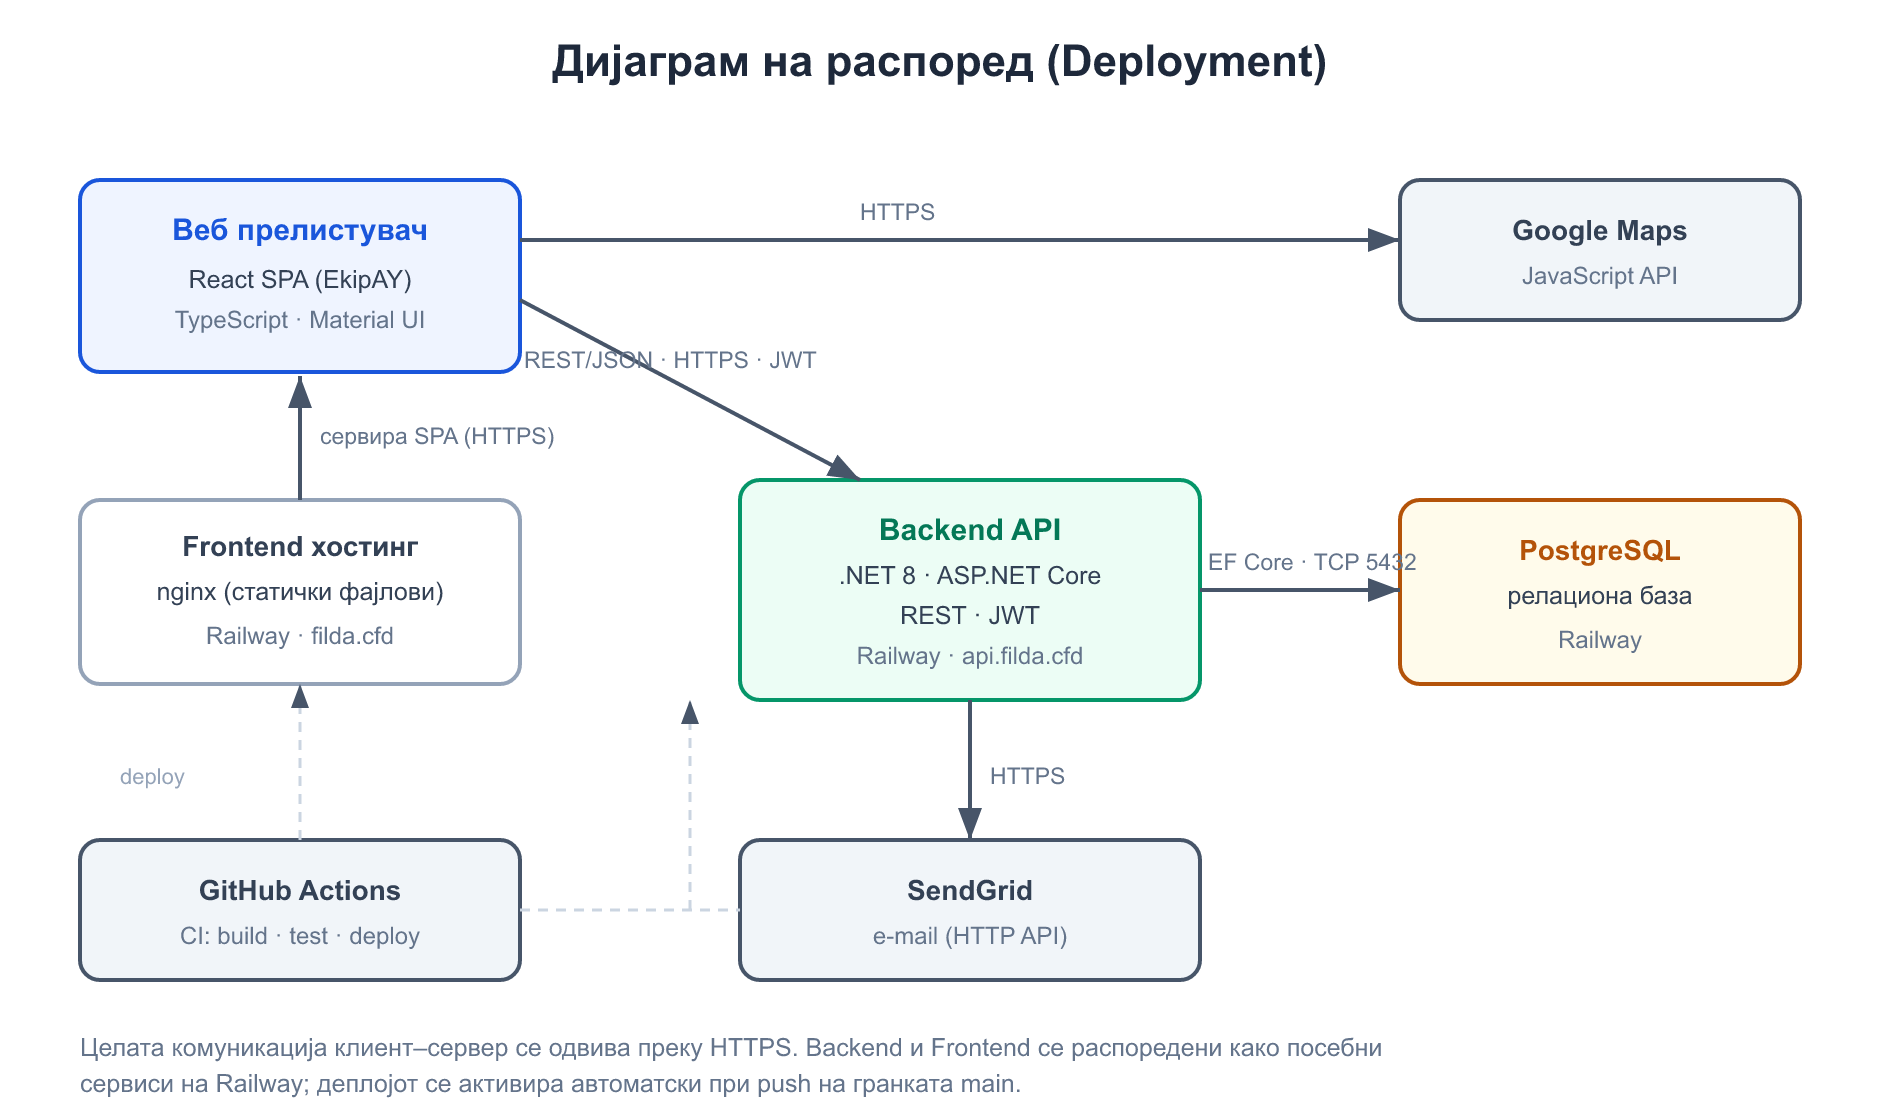 Дијаграм на распоред (Deployment)
Веб прелистувач
React SPA (EkipAY)
TypeScript · Material UI
HTTPS
Google Maps
JavaScript API
REST/JSON · HTTPS · JWT
сервира SPA (HTTPS)
Frontend хостинг
nginx (статички фајлови)
Railway · filda.cfd
Backend API
.NET 8 · ASP.NET Core
REST · JWT
Railway · api.filda.cfd
EF Core · TCP 5432
PostgreSQL
релациона база
Railway
deploy
HTTPS
GitHub Actions
CI: build · test · deploy
SendGrid
e-mail (HTTP API)
Целата комуникација клиент–сервер се одвива преку HTTPS. Backend и Frontend се распоредени како посебни
сервиси на Railway; деплојот се активира автоматски при push на гранката main.